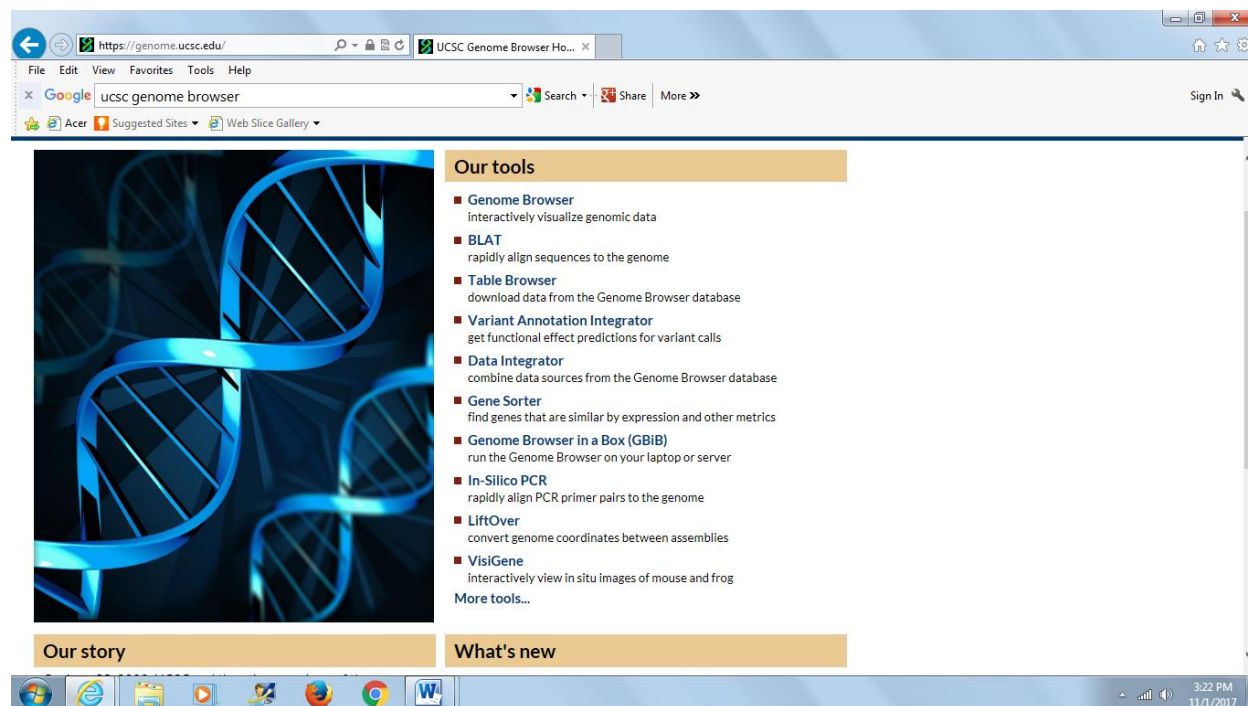 https://genome.ucsc.edu/
UCSC Genome Browser Ho...
File Edit View Favorites Tools Help
x Google ucsc genome browser Search Share More » Sign In
Acer Suggested Sites Web Slice Gallery
Our tools
Genome Browser
interactively visualize genomic data
BLAT
rapidly align sequences to the genome
Table Browser
download data from the Genome Browser database
Variant Annotation Integrator
get functional effect predictions for variant calls
Data Integrator
combine data sources from the Genome Browser database
Gene Sorter
find genes that are similar by expression and other metrics
Genome Browser in a Box (GBiB)
run the Genome Browser on your laptop or server
In-Silico PCR
rapidly align PCR primer pairs to the genome
LiftOver
convert genome coordinates between assemblies
VisiGene
interactively view in situ images of mouse and frog
More tools...
Our story
What's new
3:22 PM
11/1/2017